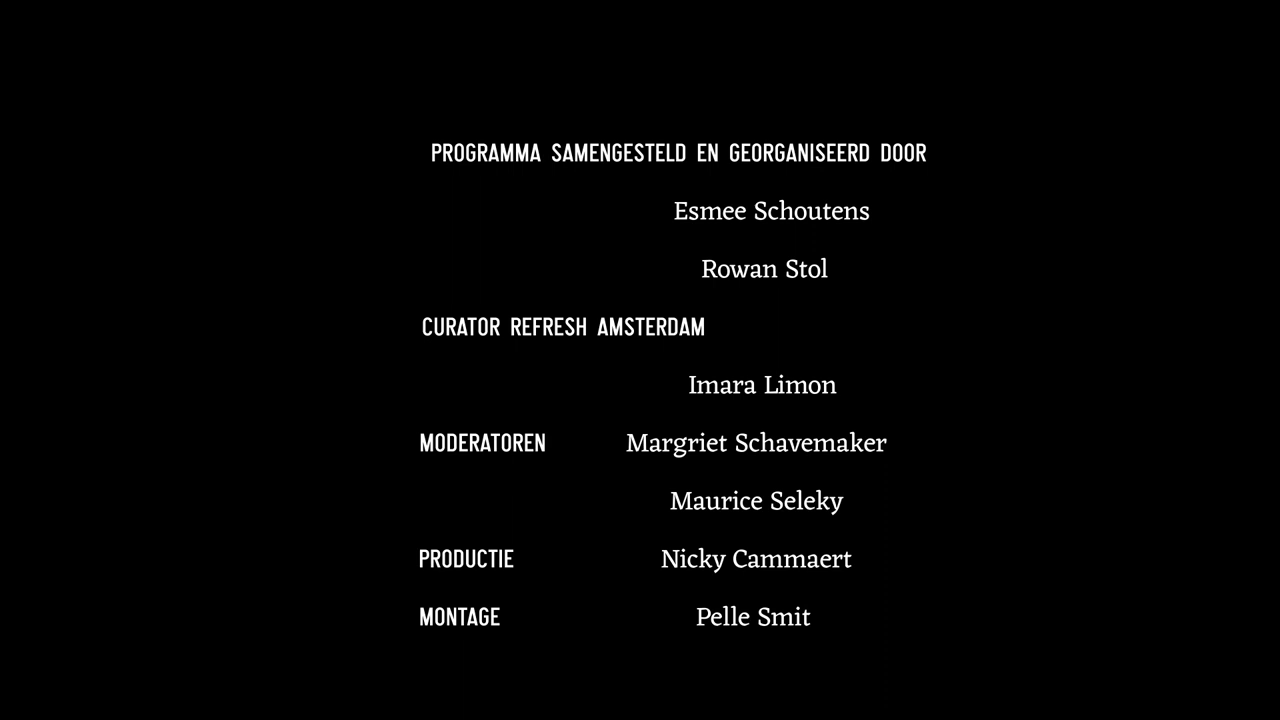 PROGRAMMA SAMENGESTELD EN GEORGANISEERD DOOR
Esmee Schoutens
Rowan Stol
CURATOR REFRESH AMSTERDAM
Imara Limon
MODERATOREN Margriet Schavemaker
Maurice Seleky
PRODUCTIE Nicky Cammaert
MONTAGE Pelle Smit